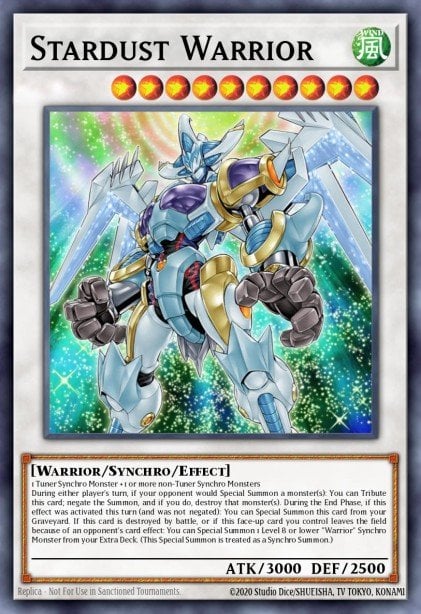 Stardust Warrior
WIND
風
[Warrior/Synchro/Effect]
1 Tuner Synchro Monster + 1 or more non-Tuner Synchro Monsters
During either player's turn, if your opponent would Special Summon a monster(s): You can Tribute
this card; negate the Summon, and if you do, destroy that monster(s). During the End Phase, if this
effect was activated this turn (and was not negated): You can Special Summon this card from your
Graveyard. If this card is destroyed by battle, or if this face-up card you control leaves the field
because of an opponent's card effect: You can Special Summon 1 Level 8 or lower "Warrior" Synchro
Monster from your Extra Deck. (This Special Summon is treated as a Synchro Summon.)
ATK/3000 DEF/2500
Replica - Not For Use in Sanctioned Tournaments.
©2020 Studio Dice/SHUEISHA, TV TOKYO, KONAMI